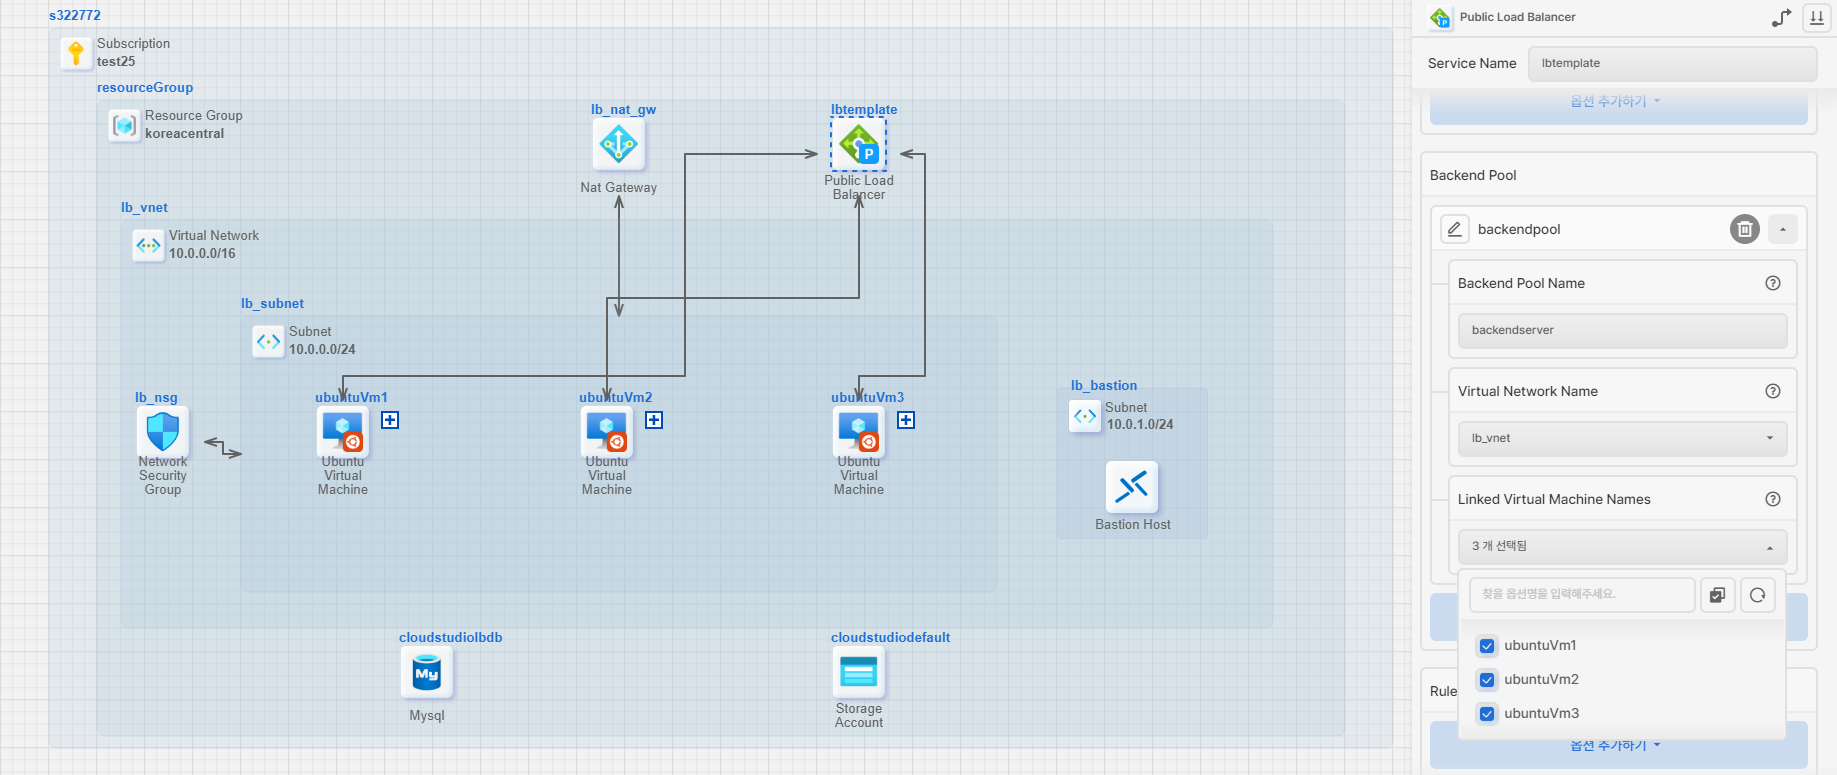 s322772
Subscription
test25
resourceGroup
Resource Group
koreacentral
lb_nat_gw
Nat Gateway
lbtemplate
P
Public Load
Balancer
lb_vnet
Virtual Network
10.0.0.0/16
lb_subnet
Subnet
10.0.0.0/24
lb_nsg
Network
Security
Group
ubuntuVm1
Ubuntu
Virtual
Machine
ubuntuVm2
Ubuntu
Virtual
Machine
ubuntuVm3
Ubuntu
Virtual
Machine
lb_bastion
Subnet
10.0.1.0/24
Bastion Host
cloudstudiolbdb
My
Mysql
cloudstudiodefault
Storage
Account
Public Load Balancer
Service Name
lbtemplate
옵션 추가하기
Backend Pool
backendpool
Backend Pool Name
backendserver
Virtual Network Name
lb_vnet
Linked Virtual Machine Names
3 개 선택됨
찾을 옵션명을 입력해주세요.
ubuntuVm1
ubuntuVm2
ubuntuVm3
Rule
옵션 추가하기